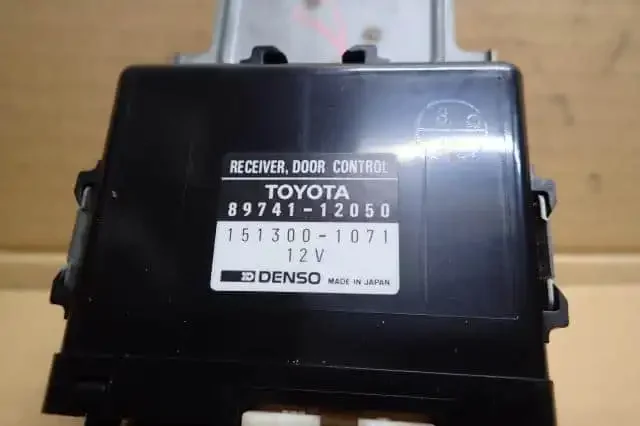 RECEIVER, DOOR CONTROL
TOYOTA
89741-12050
151300-1071
12V
DENSO MADE IN JAPAN